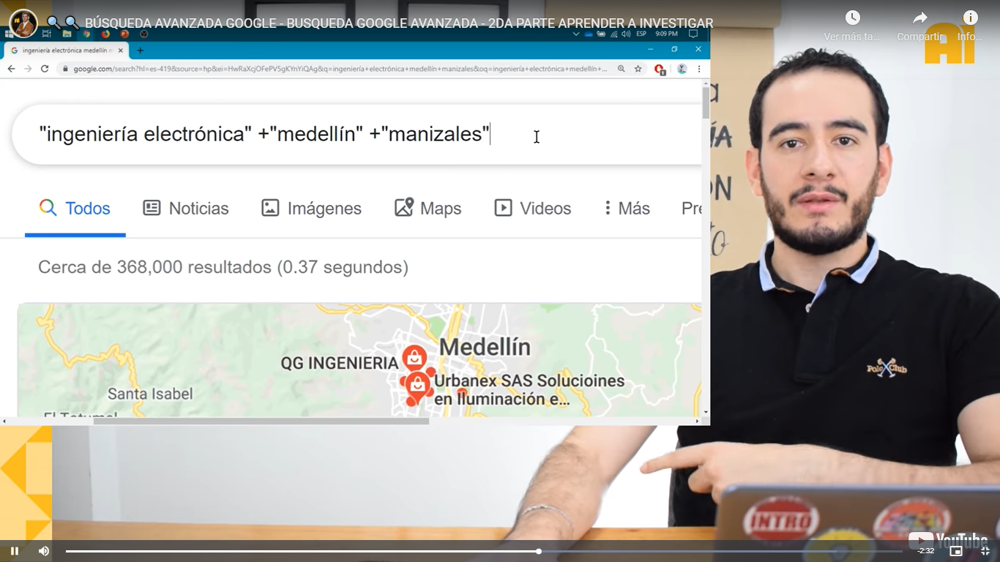 🔍🔍 BÚSQUEDA AVANZADA GOOGLE - BUSQUEDA GOOGLE AVANZADA - 2DA PARTE APRENDER A INVESTIGAR
Ver más ta...
Compartir
Info...
Ai
ESP
9:09 PM
ingeniería electrónica medellín m
google.com/search?hl=es-419&source=hp&ei=HwRaXcjOFePV5gKYnYiQAg&q=ingeniería+electrónica+medellín+manizales&oq=ingeniería+electrónica+medellín+...
"ingeniería electrónica" +"medellín" +"manizales"
Todos
Noticias
Imágenes
Maps
Videos
Más
Pre
Cerca de 368,000 resultados (0.37 segundos)
Medellín
QG INGENIERIA
Urbanex SAS Solucioines
en Iluminación e...
Santa Isabel
Polo Club
INTRO
YouTube
-2:32